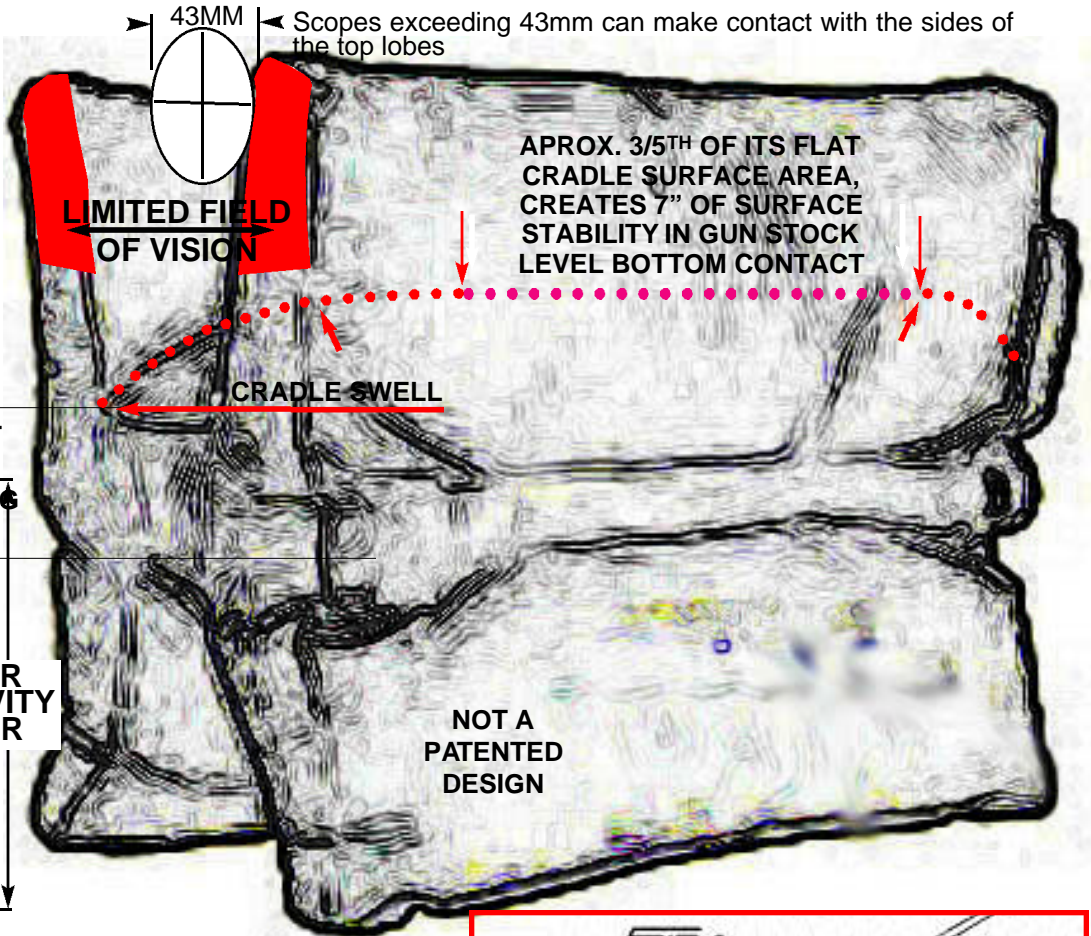 43MM
Scopes exceeding 43mm can make contact with the sides of
the top lobes
APROX. 3/5TH OF ITS FLAT
CRADLE SURFACE AREA,
CREATES 7” OF SURFACE
STABILITY IN GUN STOCK
LEVEL BOTTOM CONTACT
LIMITED FIELD
OF VISION
CRADLE SWELL
G
R
VITY
R
NOT A
PATENTED
DESIGN